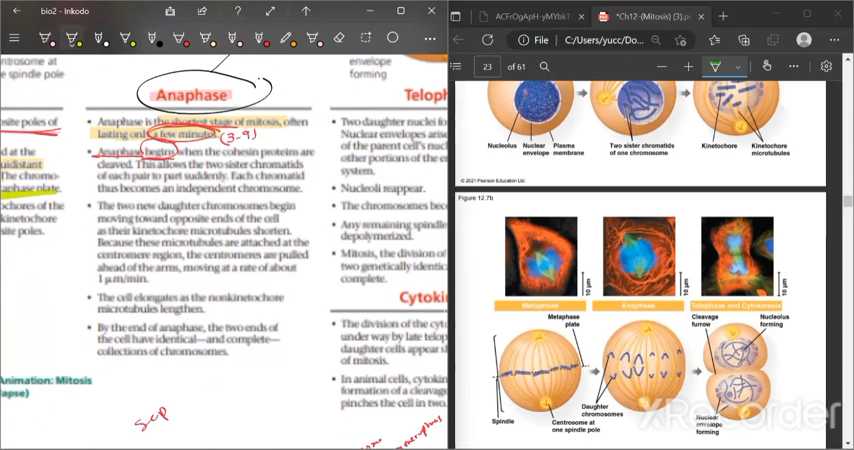 bio2 - Inkodo
ACFrOgApH-yMYbkT
*Ch12-(Mitosis) (3).p
File
C:/Users/yucc/Do...
23 of 61
centrosome at
e spindle pole
envelope
forming
Anaphase
Teloph
osite poles of
d at the
uidistant
The chromo-
aphase plate.
ochores of the
kinetochore
site poles.
• Anaphase is the shortest stage of mitosis, often
lasting only a few minutes.
(3-9)
• Anaphase begins when the cohesin proteins are
cleaved. This allows the two sister chromatids
of each pair to part suddenly. Each chromatid
thus becomes an independent chromosome.
• The two new daughter chromosomes begin
moving toward opposite ends of the cell
as their kinetochore microtubules shorten.
Because these microtubules are attached at the
centromere region, the centromeres are pulled
ahead of the arms, moving at a rate of about
1 µm/min.
• The cell elongates as the nonkinetochore
microtubules lengthen.
• By the end of anaphase, the two ends of
the cell have identical—and complete—
collections of chromosomes.
Animation: Mitosis
lapse)
sep
• Two daughter nuclei fo
Nuclear envelopes arise
of the parent cell's nucl
other portions of the en
system.
• Nucleoli reappear.
• The chromosomes beco
• Any remaining spindle
depolymerized.
• Mitosis, the division of
two genetically identic
complete.
Cytokin
• The division of the cyto
under way by late telop
daughter cells appear s
of mitosis.
• In animal cells, cytokin
formation of a cleavage
pinches the cell in two.
Nucleolus
Nuclear
envelope
Plasma
membrane
Two sister chromatids
of one chromosome
Kinetochore
Kinetochore
microtubules
© 2021 Pearson Education Ltd.
Figure 12.7b
10 µm
10 µm
10 µm
Metaphase
Anaphase
Telophase and Cytokinesis
Metaphase
plate
Cleavage
furrow
Nucleolus
forming
Spindle
Centrosome at
one spindle pole
Daughter
chromosomes
Nuclear
envelope
forming
XRecorder